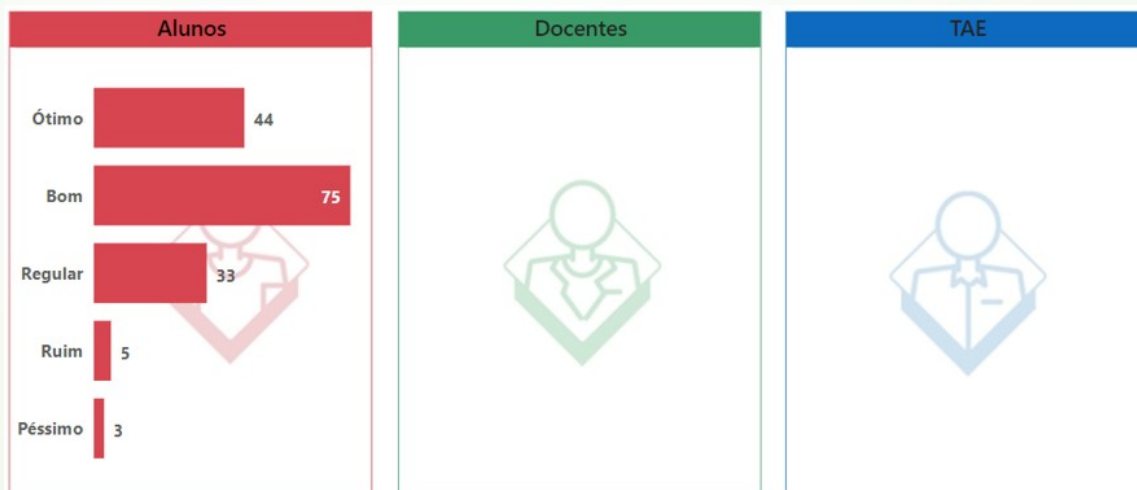 Alunos
Docentes
TAE
Ótimo 44
Bom 75
Regular 33
Ruim 5
Péssimo 3